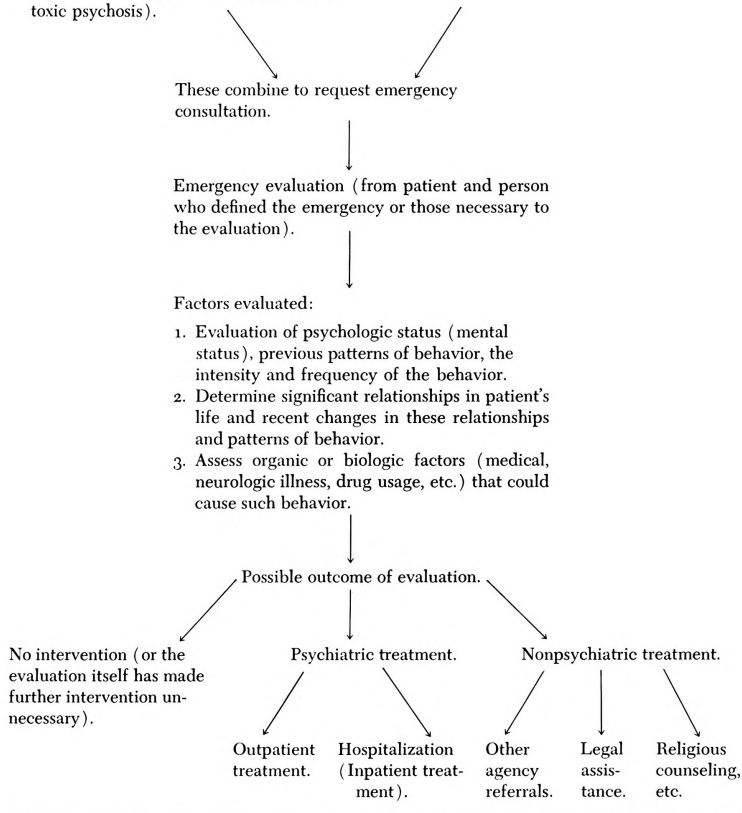 toxic psychosis).
These combine to request emergency
consultation.
Emergency evaluation (from patient and person
who defined the emergency or those necessary to
the evaluation).
Factors evaluated:
1. Evaluation of psychologic status (mental
status), previous patterns of behavior, the
intensity and frequency of the behavior.
2. Determine significant relationships in patient's
life and recent changes in these relationships
and patterns of behavior.
3. Assess organic or biologic factors (medical,
neurologic illness, drug usage, etc.) that could
cause such behavior.
Possible outcome of evaluation.
No intervention (or the
evaluation itself has made
further intervention un-
necessary).
Psychiatric treatment.
Nonpsychiatric treatment.
Outpatient
treatment.
Hospitalization
(Inpatient treat-
ment).
Other
agency
referrals.
Legal
assis-
tance.
Religious
counseling,
etc.